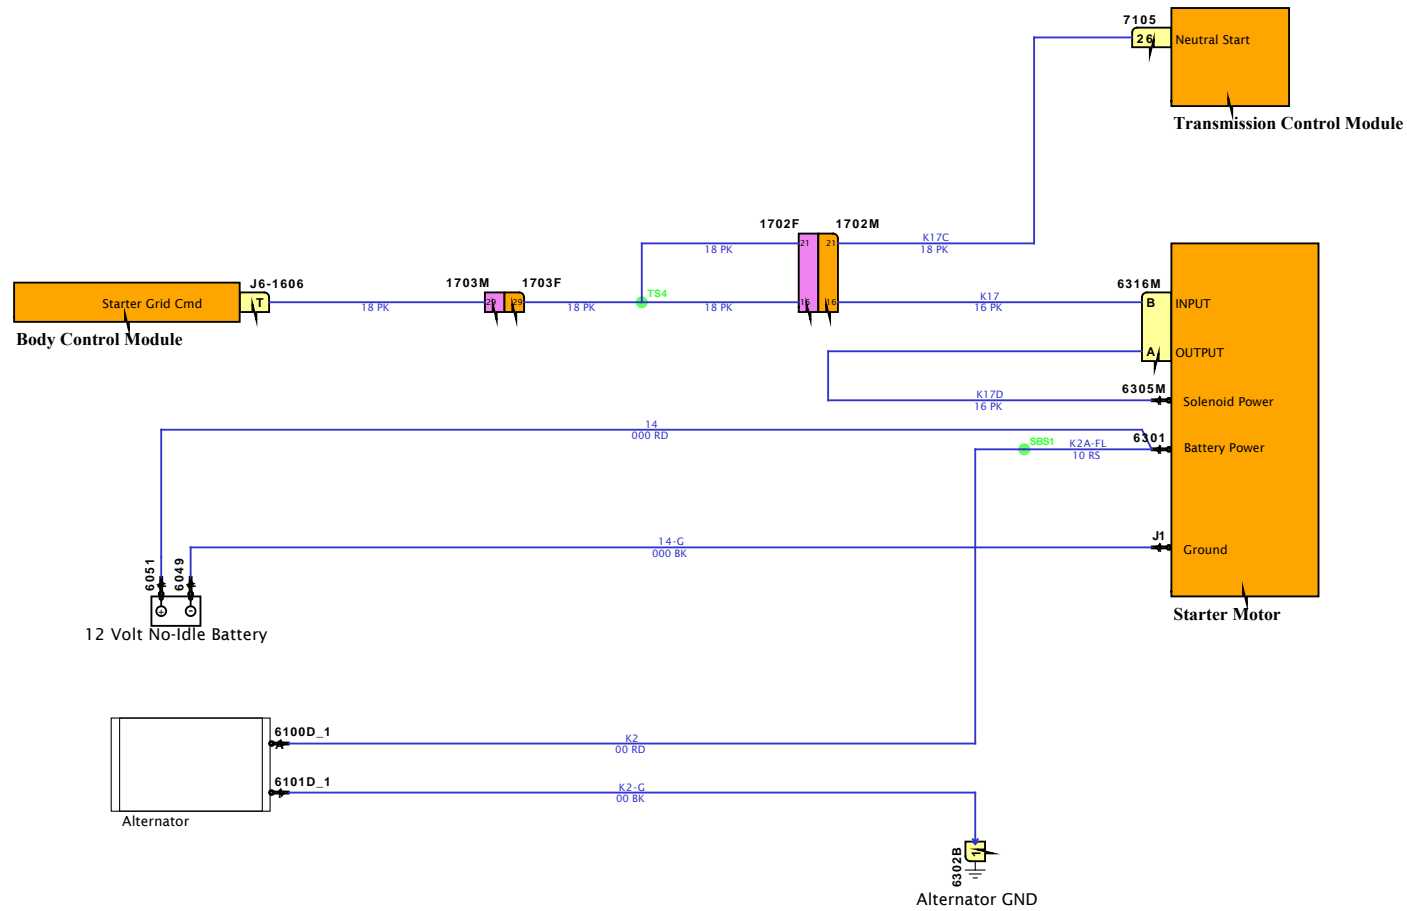 7105
26
Neutral Start
Transmission Control Module
1702F
1702M
21
21
K17C
18 PK
18 PK
J6-1606
1703M
1703F
6316M
Starter Grid Cmd
T
18 PK
29
29
18 PK
TS4
18 PK
16
16
K17
16 PK
B
INPUT
Body Control Module
A
OUTPUT
6305M
K17D
16 PK
Solenoid Power
14
000 RD
6301
SBS1
K2A-FL
10 RS
Battery Power
J1
14-G
000 BK
Ground
6051
6049
+
-
Starter Motor
12 Volt No-Idle Battery
6100D_1
A
K2
00 RD
6101D_1
K2-G
00 BK
Alternator
6302B
1
Alternator GND